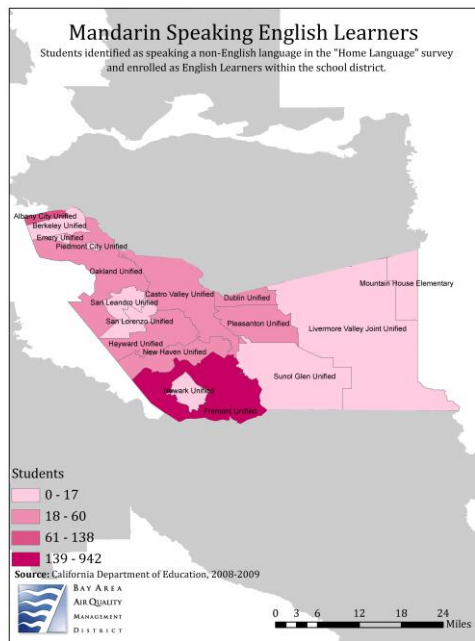 Mandarin Speaking English Learners
Students identified as speaking a non-English language in the "Home Language" survey
and enrolled as English Learners within the school district.
Albany City Unified
Berkeley Unified
Emery Unified
Piedmont City Unified
Oakland Unified
Castro Valley Unified
San Leandro Unified
San Lorenzo Unified
Hayward Unified
New Haven Unified
Dublin Unified
Pleasanton Unified
Mountain House Elementary
Livermore Valley Joint Unified
Sunol Glen Unified
Newark Unified
Fremont Unified
Students
0 - 17
18 - 60
61 - 138
139 - 942
Source: California Department of Education, 2008-2009
BAY AREA
AIR QUALITY
MANAGEMENT
DISTRICT
0 3 6 12 18 24
Miles